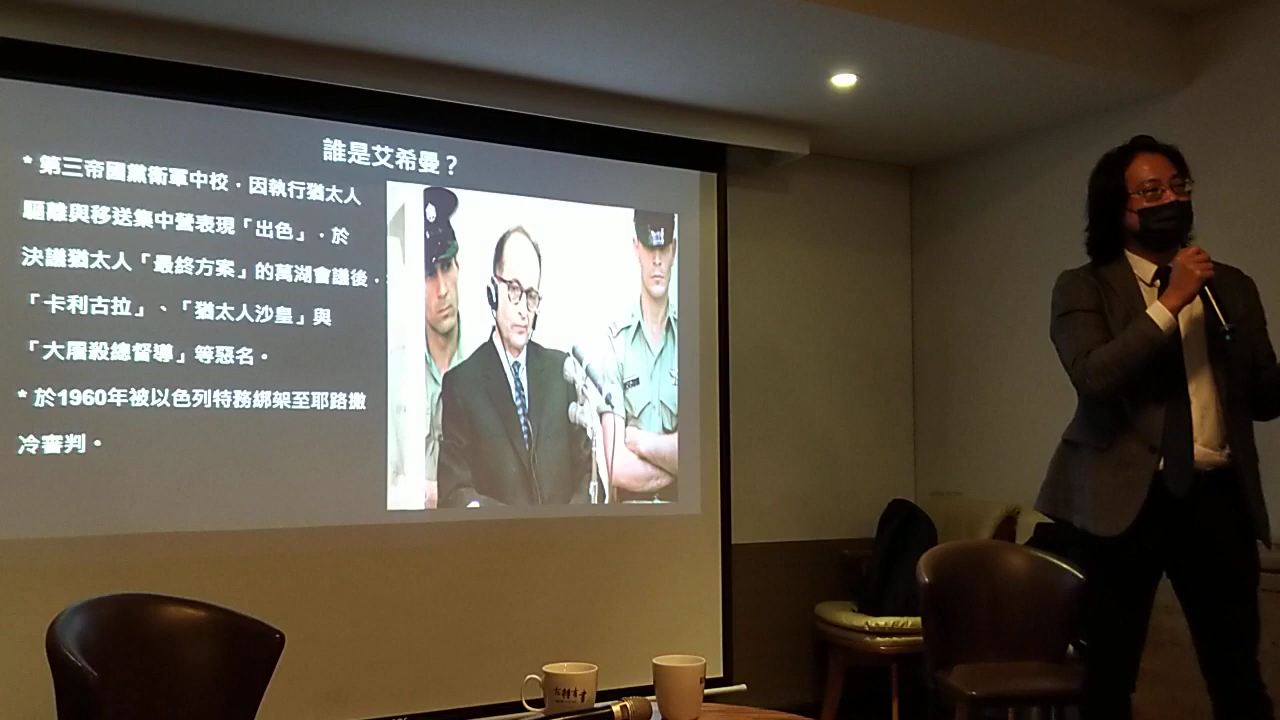 誰是艾希曼？
* 第三帝國黨衛軍中校，因執行猶太人
驅離與移送集中營表現「出色」，於
決議猶太人「最終方案」的萬湖會議後，
「卡利古拉」、「猶太人沙皇」與
「大屠殺總督導」等惡名。
* 於1960年被以色列特務綁架至耶路撒
冷審判。